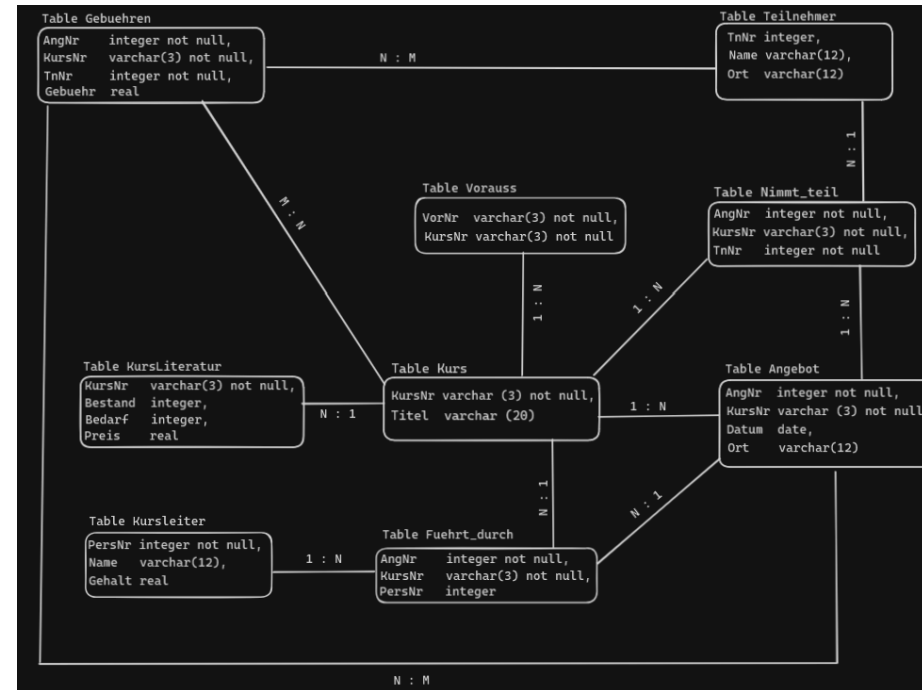 Table Gebuehren
AngNr integer not null,
KursNr varchar(3) not null,
TnNr integer not null,
Gebuehr real
N : M
Table Teilnehmer
TnNr integer,
Name varchar(12),
Ort varchar(12)
N : 1
M : N
Table Vorauss
VorNr varchar(3) not null,
KursNr varchar(3) not null
Table Nimmt_teil
AngNr integer not null,
KursNr varchar(3) not null,
TnNr integer not null
1 : N
1 : N
1 : N
Table KursLiteratur
KursNr varchar(3) not null,
Bestand integer,
Bedarf integer,
Preis real
N : 1
Table Kurs
KursNr varchar (3) not null,
Titel varchar (20)
1 : N
Table Angebot
AngNr integer not null,
KursNr varchar (3) not null
Datum date,
Ort varchar(12)
N : 1
N : 1
Table Kursleiter
PersNr integer not null,
Name varchar(12),
Gehalt real
1 : N
Table Fuehrt_durch
AngNr integer not null,
KursNr varchar(3) not null,
PersNr integer
N : M